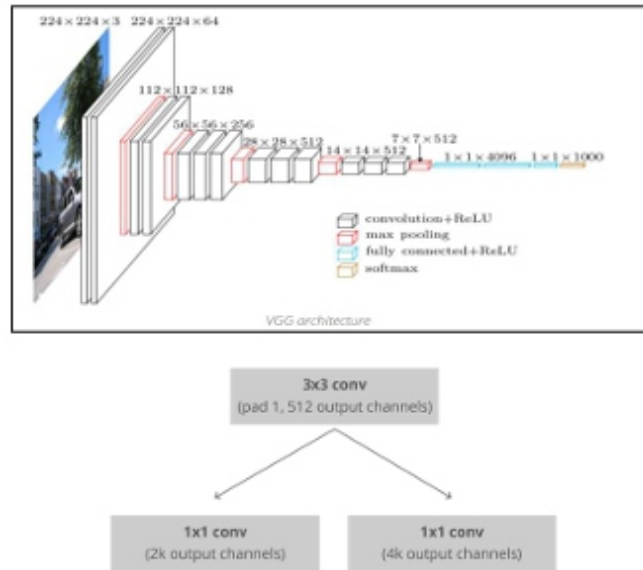 224×224×3 224×224×64
112×112×128
56×56×256
28×28×512
14×14×512
7×7×512
1×1×4096 1×1×1000
convolution+ReLU
max pooling
fully connected+ReLU
softmax
VGG architecture
3x3 conv
(pad 1, 512 output channels)
1x1 conv
(2k output channels)
1x1 conv
(4k output channels)